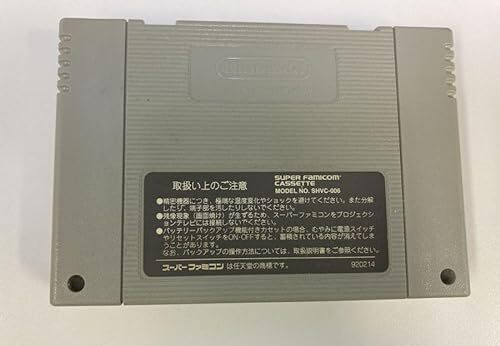 Nintendo
取扱い上のご注意
SUPER FAMICOM™
CASSETTE
MODEL NO. SHVC-006
●精密機器につき、極端な温度変化やショックを避けてください。また分解
したり、端子部を汚したりしないでください。
●残像現象（画面焼け）が生ずるため、スーパーファミコンをプロジェクシ
ョンテレビには接続しないでください。
●バッテリーバックアップ機能付きカセットの場合、むやみに電源スイッチ
やリセットスイッチをON・OFFすると、蓄積されている内容が消えてしま
うことがあります。
なお、バックアップの操作方法については、取扱説明書をご参照ください。
スーパーファミコンは任天堂の商標です。
920214